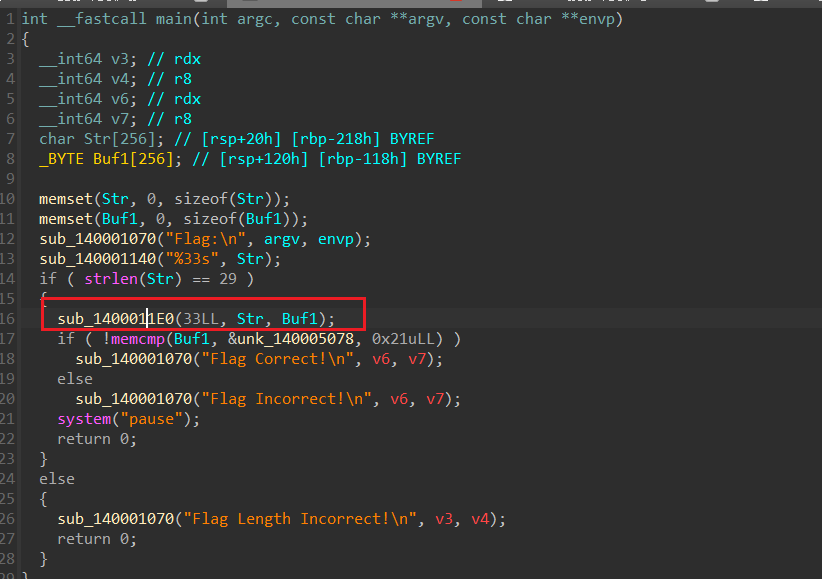 1 int __fastcall main(int argc, const char **argv, const char **envp)
2 {
3 __int64 v3; // rdx
4 __int64 v4; // r8
5 __int64 v6; // rdx
6 __int64 v7; // r8
7 char Str[256]; // [rsp+20h] [rbp-218h] BYREF
8 _BYTE Buf1[256]; // [rsp+120h] [rbp-118h] BYREF
9
10 memset(Str, 0, sizeof(Str));
11 memset(Buf1, 0, sizeof(Buf1));
12 sub_140001070("Flag:\n", argv, envp);
13 sub_140001140("%33s", Str);
14 if ( strlen(Str) == 29 )
15 {
16 sub_1400011E0(33LL, Str, Buf1);
17 if ( !memcmp(Buf1, &unk_140005078, 0x21uLL) )
18 sub_140001070("Flag Correct!\n", v6, v7);
19 else
20 sub_140001070("Flag Incorrect!\n", v6, v7);
21 system("pause");
22 return 0;
23 }
24 else
25 {
26 sub_140001070("Flag Length Incorrect!\n", v3, v4);
27 return 0;
28 }
29 }